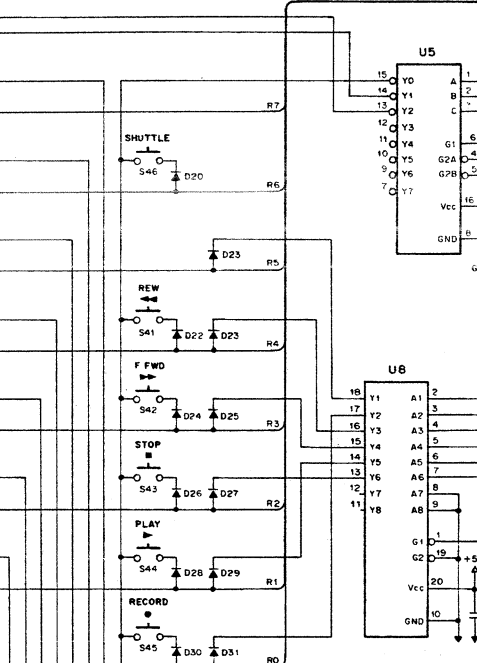 U5
15 Y0 A 1
14 Y1 B 2
13 Y2 C
12 Y3
11 Y4 G1 6
10 Y5 G2A 4
9 Y6 G2B 5
7 Y7
Vcc 16
GND 8
G
R7
SHUTTLE
S46 D20
R6
D23
R5
REW
S41 D22 D23
R4
F FWD
S42 D24 D25
R3
STOP
S43 D26 D27
R2
PLAY
S44 D28 D29
R1
RECORD
S45 D30 D31
R0
U8
18 Y1 A1 2
17 Y2 A2 3
16 Y3 A3 4
15 Y4 A4 5
14 Y5 A5 6
13 Y6 A6 7
12 Y7 A7 8
11 Y8 A8 9
G1 1
G2 19
+5
Vcc 20
GND 10